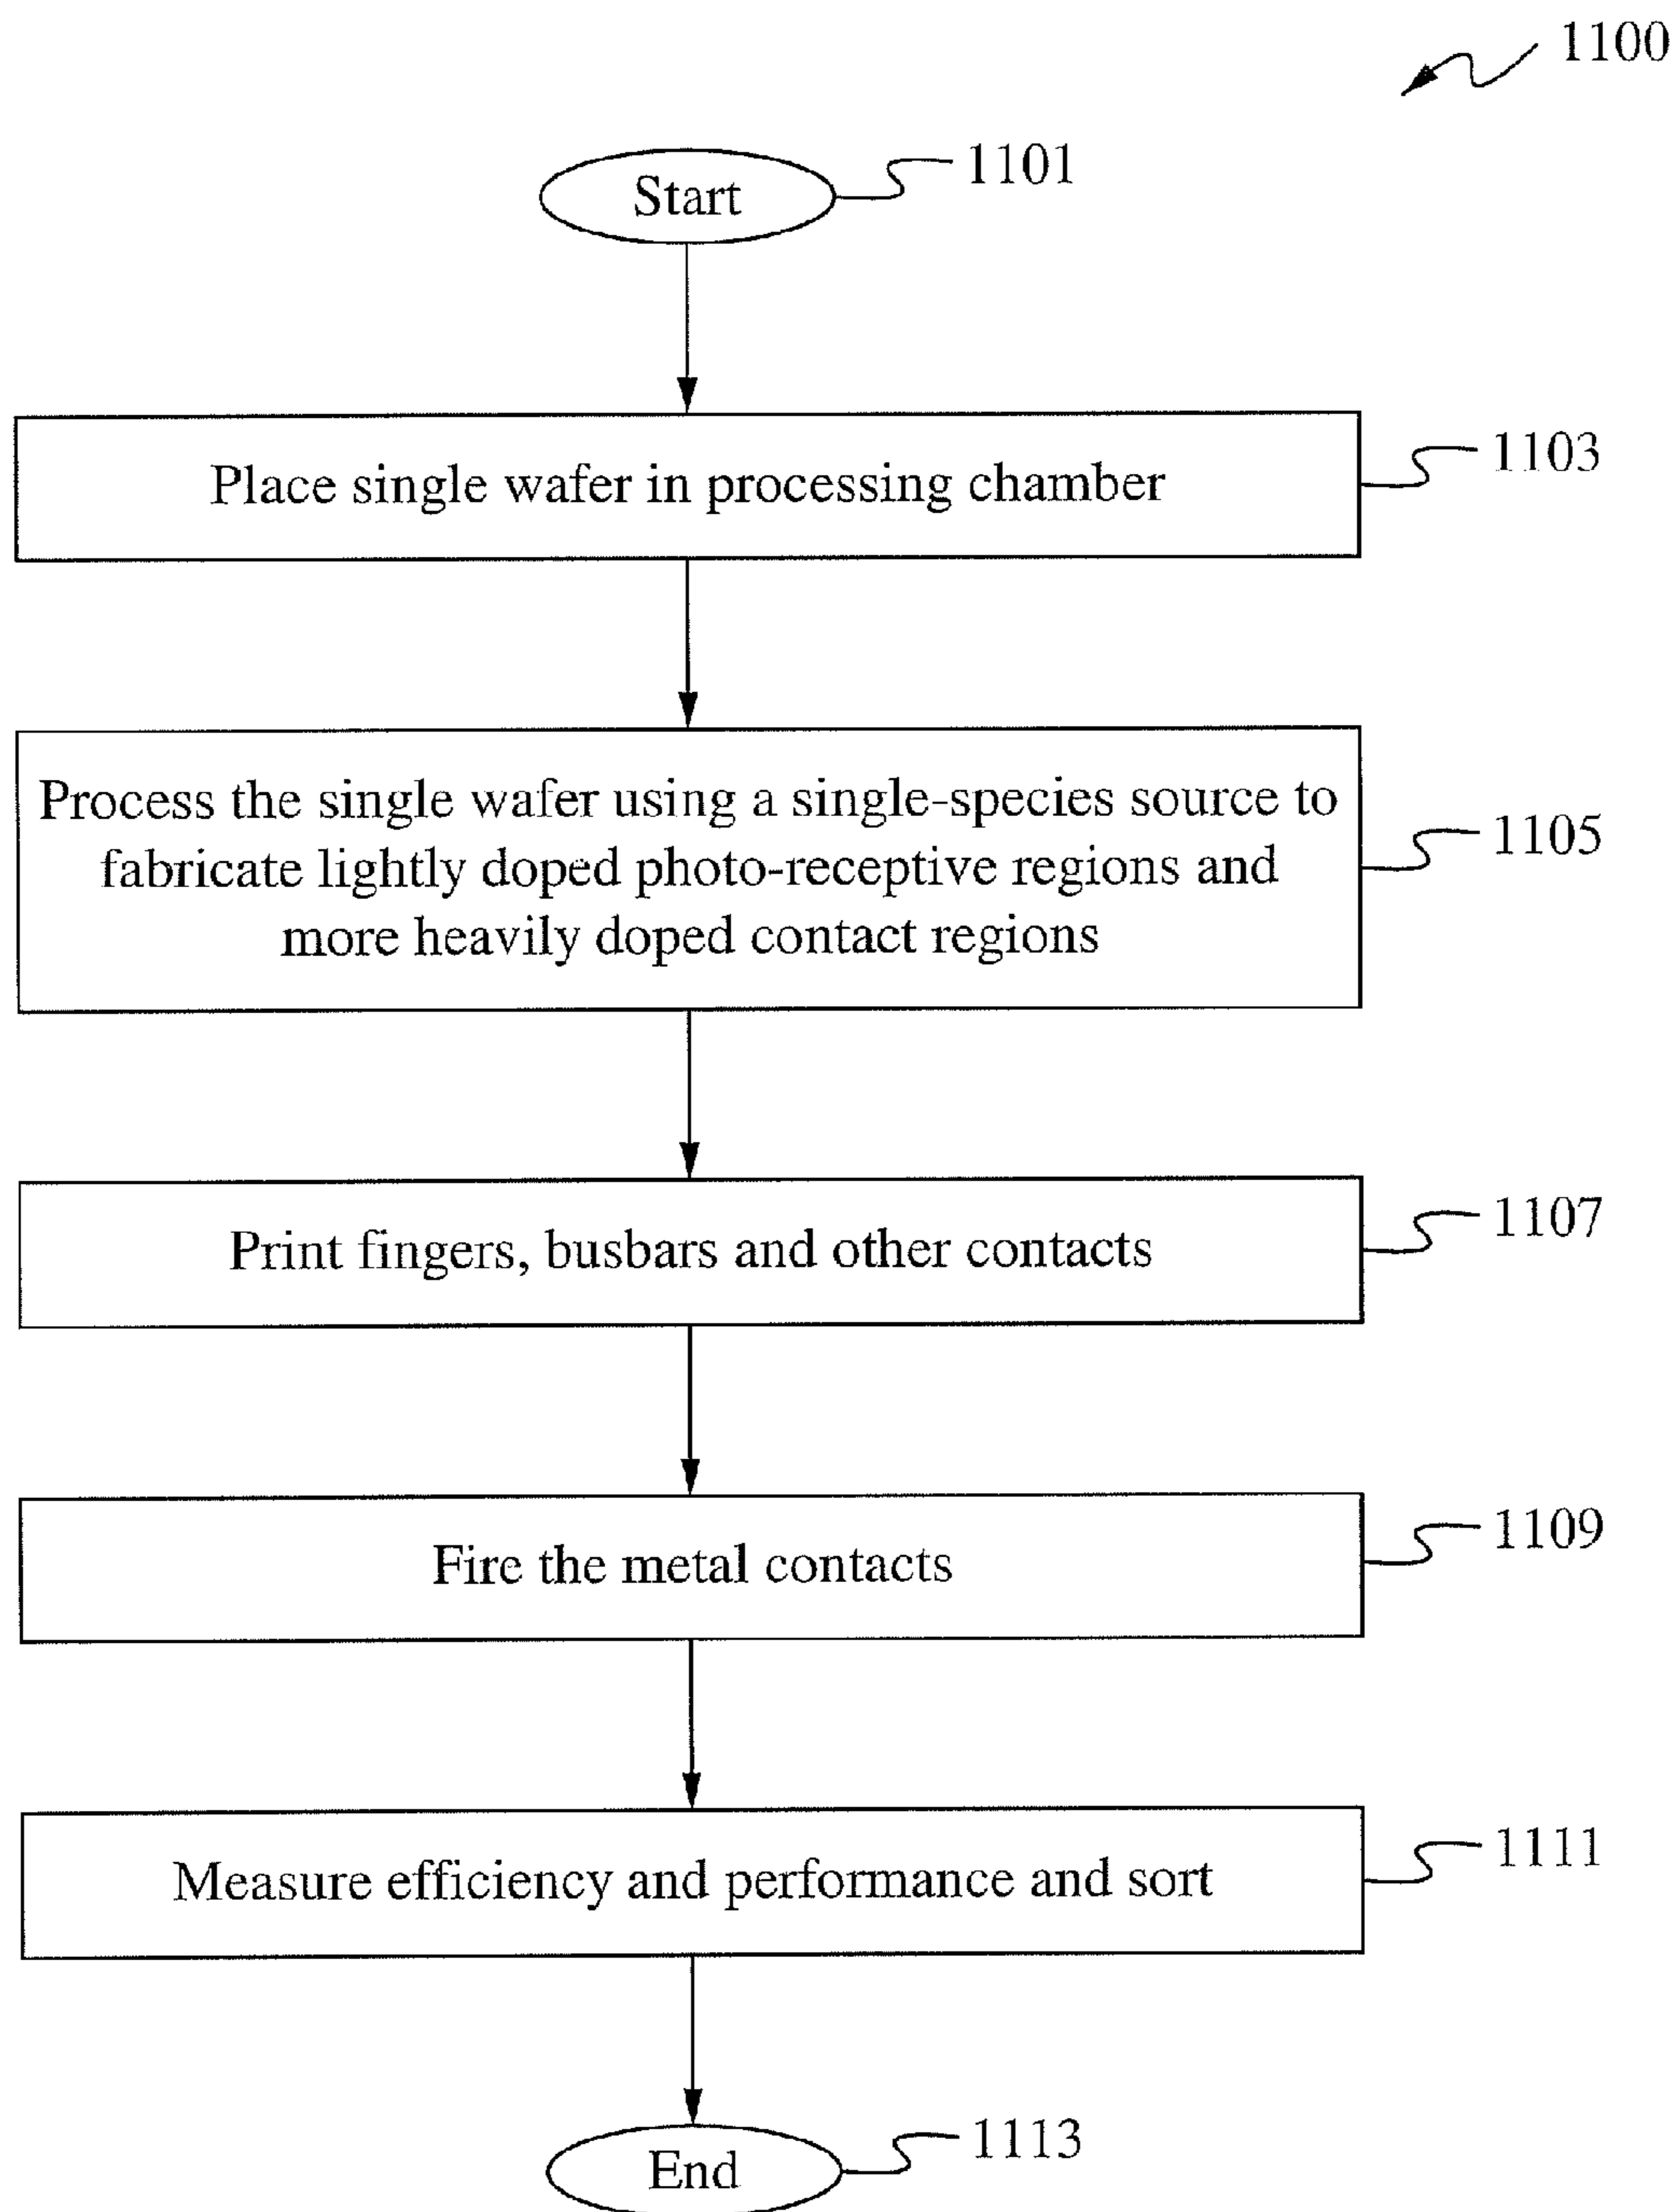 1100
Start
1101
Place single wafer in processing chamber
1103
Process the single wafer using a single-species source to
fabricate lightly doped photo-receptive regions and
more heavily doped contact regions
1105
Print fingers, busbars and other contacts
1107
Fire the metal contacts
1109
Measure efficiency and performance and sort
1111
End
1113